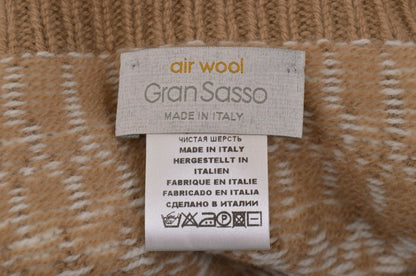 air wool
Gran Sasso
MADE IN ITALY
ЧИСТАЯ ШЕРСТЬ
MADE IN ITALY
HERGESTELLT IN
ITALIEN
FABRIQUE EN ITALIE
FABRICADO EN ITALIA
СДЕЛАНО В ИТАЛИИ